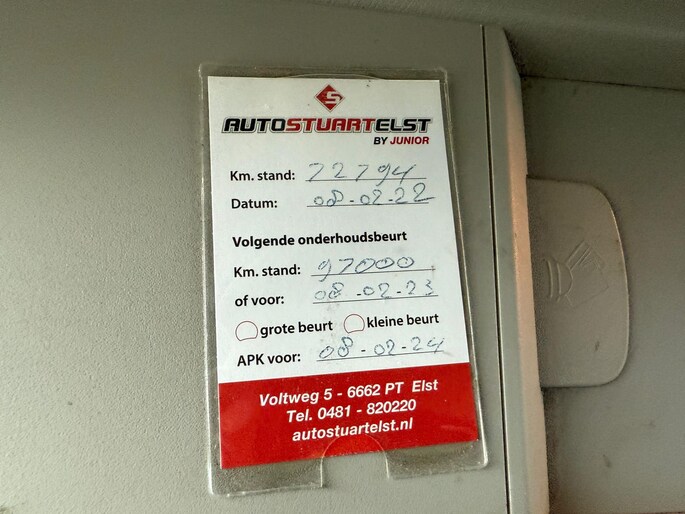 S
AUTOSTUARTELST
BY JUNIOR
Km. stand: 72794
Datum: 08-02-22
Volgende onderhoudsbeurt
Km. stand: 97000
of voor: 08-02-23
grote beurt kleine beurt
APK voor: 08-02-24
Voltweg 5 - 6662 PT Elst
Tel. 0481 - 820220
autostuartelst.nl